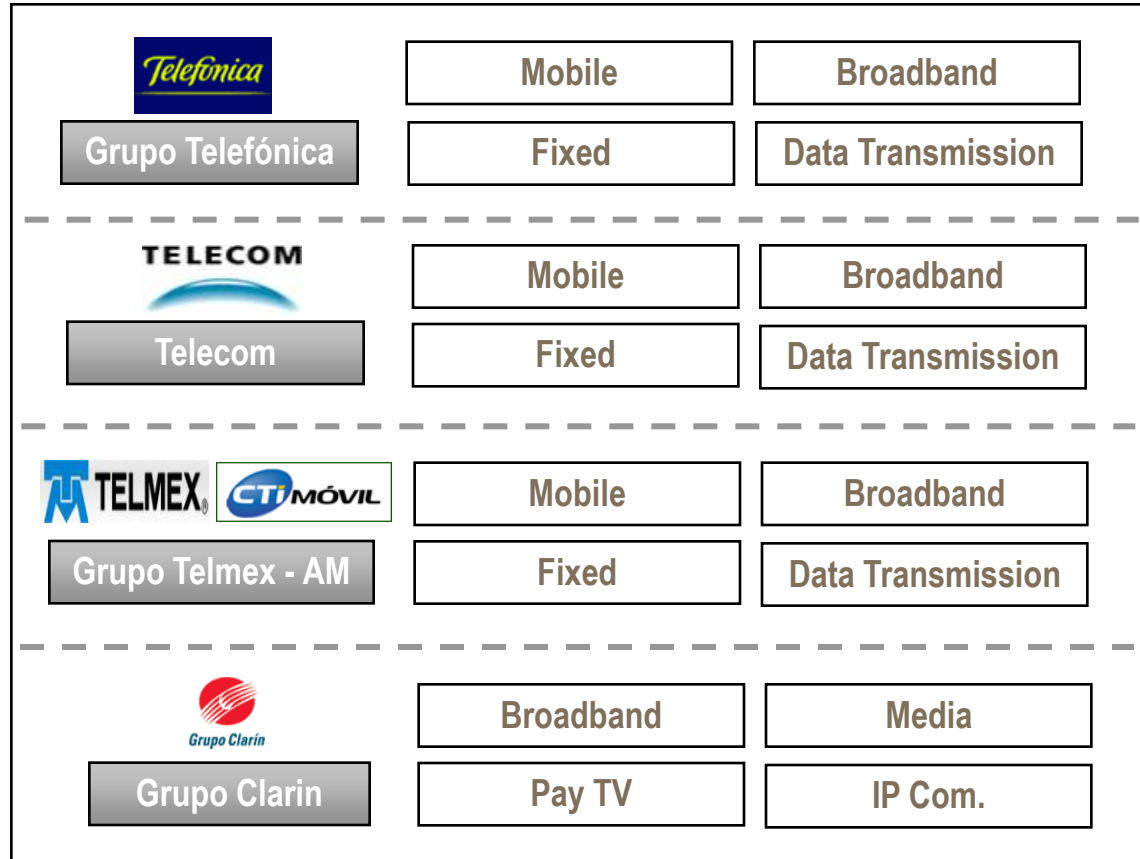 Telefónica
Mobile
Broadband
Grupo Telefónica
Fixed
Data Transmission
TELECOM
Mobile
Broadband
Telecom
Fixed
Data Transmission
TELMEX®
CTI MÓVIL
Mobile
Broadband
Grupo Telmex - AM
Fixed
Data Transmission
Grupo Clarín
Broadband
Media
Grupo Clarin
Pay TV
IP Com.